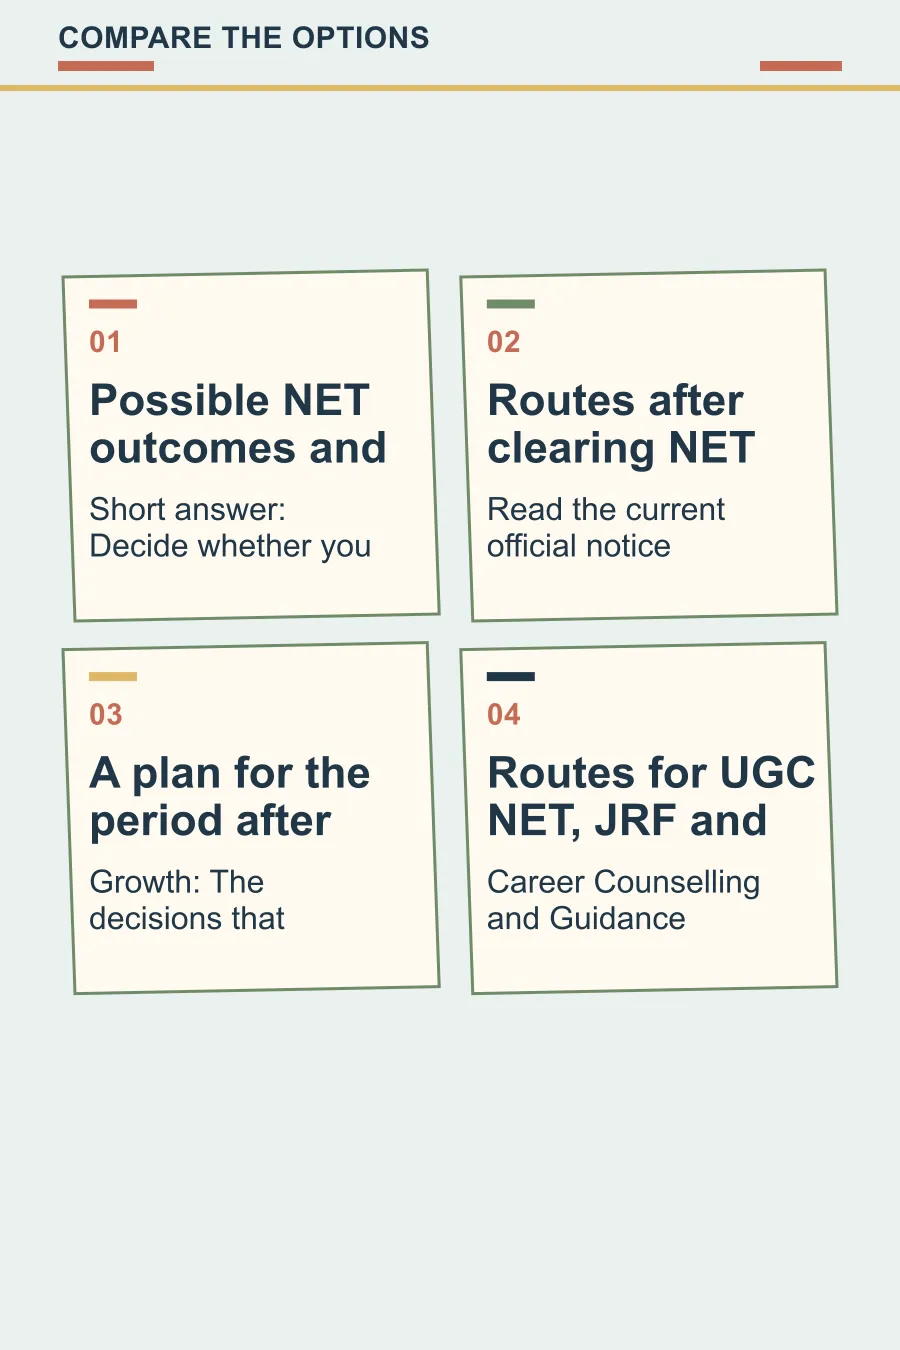 COMPARE THE OPTIONS
01
Possible NET
outcomes and
Short answer:
Decide whether you
02
Routes after
clearing NET
Read the current
official notice
03
A plan for the
period after
Growth: The
decisions that
04
Routes for UGC
NET, JRF and
Career Counselling
and Guidance